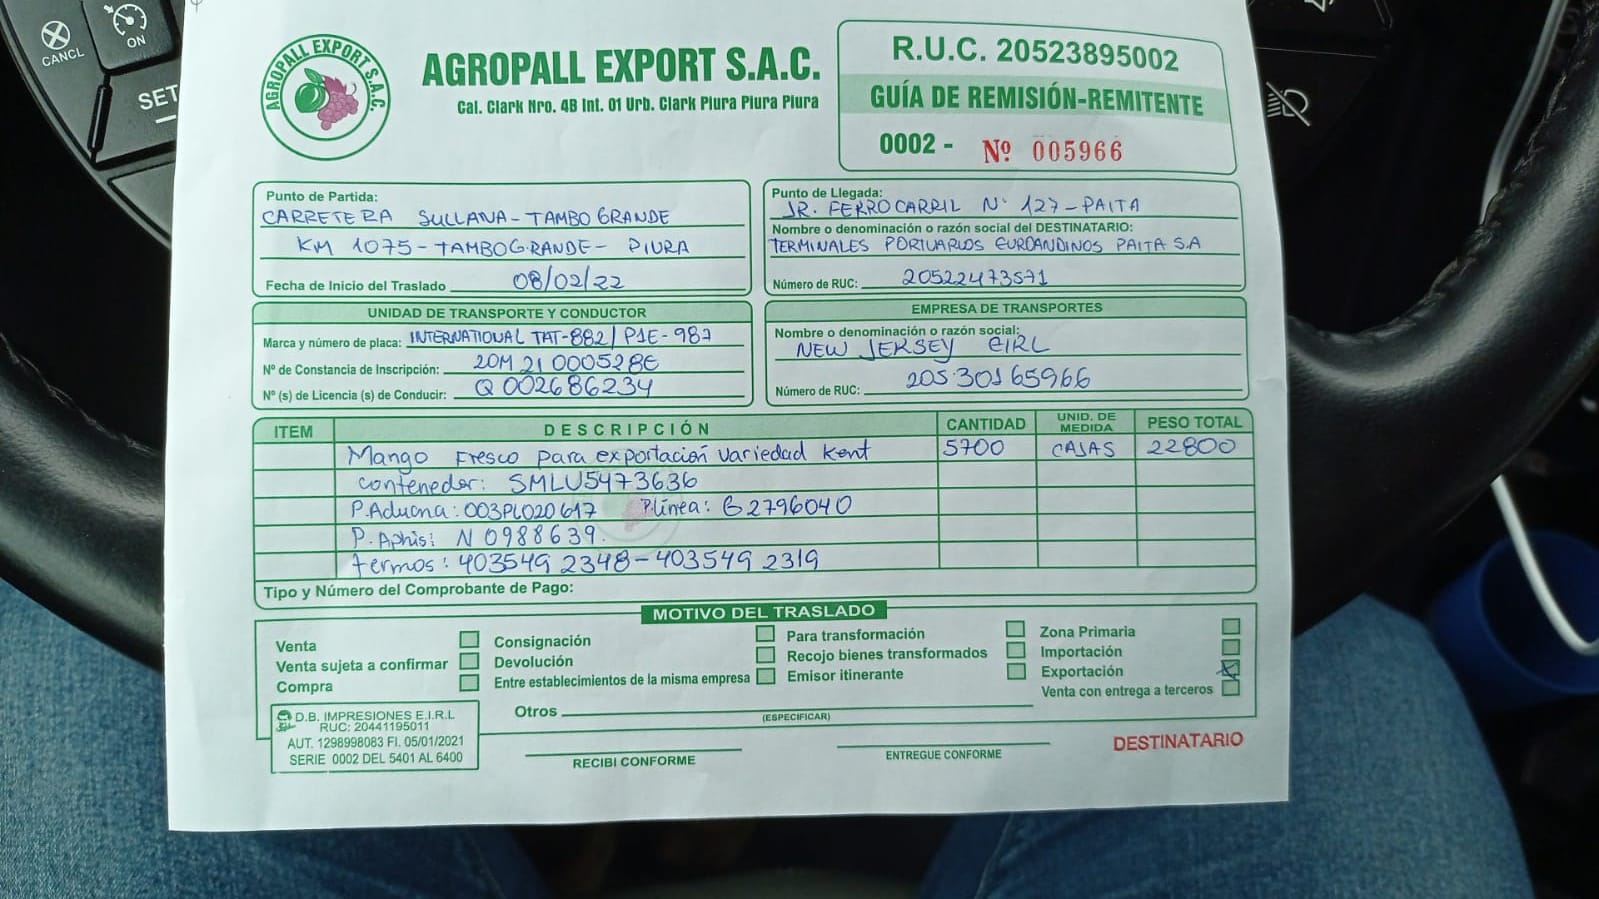 CANCL
ON
SET
AGROPALL EXPORT S.A.C.
AGROPALL EXPORT S.A.C.
Cal. Clark Nro. 4B Int. 01 Urb. Clark Piura Piura Piura
R.U.C. 20523895002
GUÍA DE REMISIÓN-REMITENTE
0002 - Nº 005966
Punto de Partida:
CARRETERA SULLANA-TAMBO GRANDE
KM 1075-TAMBOGRANDE- PIURA
Fecha de Inicio del Traslado 08/02/22
Punto de Llegada:
JR. FERROCARRIL N° 127-PAITA
Nombre o denominación o razón social del DESTINATARIO:
TERMINALES PORTUARIOS EUROANDINOS PAITA S.A
Número de RUC: 20522473571
UNIDAD DE TRANSPORTE Y CONDUCTOR
Marca y número de placa: INTERNATIONAL TAT-882/P1E-987
Nº de Constancia de Inscripción: 20M 21 000528E
Nº (s) de Licencia (s) de Conducir: Q 002686234
EMPRESA DE TRANSPORTES
Nombre o denominación o razón social:
NEW JERSEY EIRL
Número de RUC: 20530165966
ITEM DESCRIPCIÓN CANTIDAD UNID. DE MEDIDA PESO TOTAL
Mango Fresco para exportación variedad Kent 5700 CAJAS 22800
contenedor: SMLU5473636
P.Aduana: 003PL020617 P.línea: G2796040
P. Aphis: N 0988639.
termos: 403549 2348-403549 2319
Tipo y Número del Comprobante de Pago:
MOTIVO DEL TRASLADO
Venta
Venta sujeta a confirmar
Compra
Consignación
Devolución
Entre establecimientos de la misma empresa
Para transformación
Recojo bienes transformados
Emisor itinerante
Zona Primaria
Importación
Exportación X
Venta con entrega a terceros
Otros
(ESPECIFICAR)
D.B. IMPRESIONES E.I.R.L
RUC: 20441195011
AUT. 1298998083 FI. 05/01/2021
SERIE 0002 DEL 5401 AL 6400
RECIBI CONFORME
ENTREGUE CONFORME
DESTINATARIO